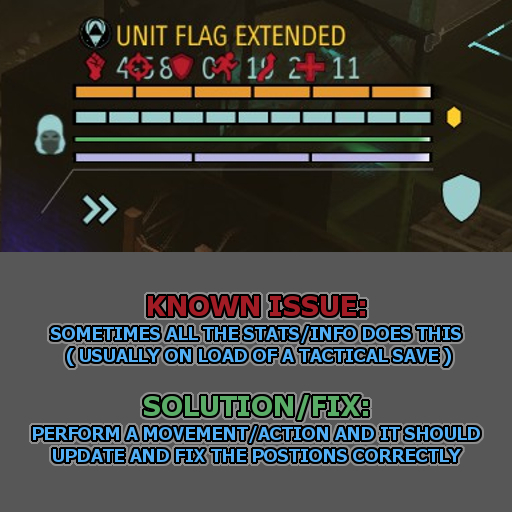 UNIT FLAG EXTENDED
KNOWN ISSUE:
SOMETIMES ALL THE STATS/INFO DOES THIS
( USUALLY ON LOAD OF A TACTICAL SAVE )
SOLUTION/FIX:
PERFORM A MOVEMENT/ACTION AND IT SHOULD
UPDATE AND FIX THE POSTIONS CORRECTLY